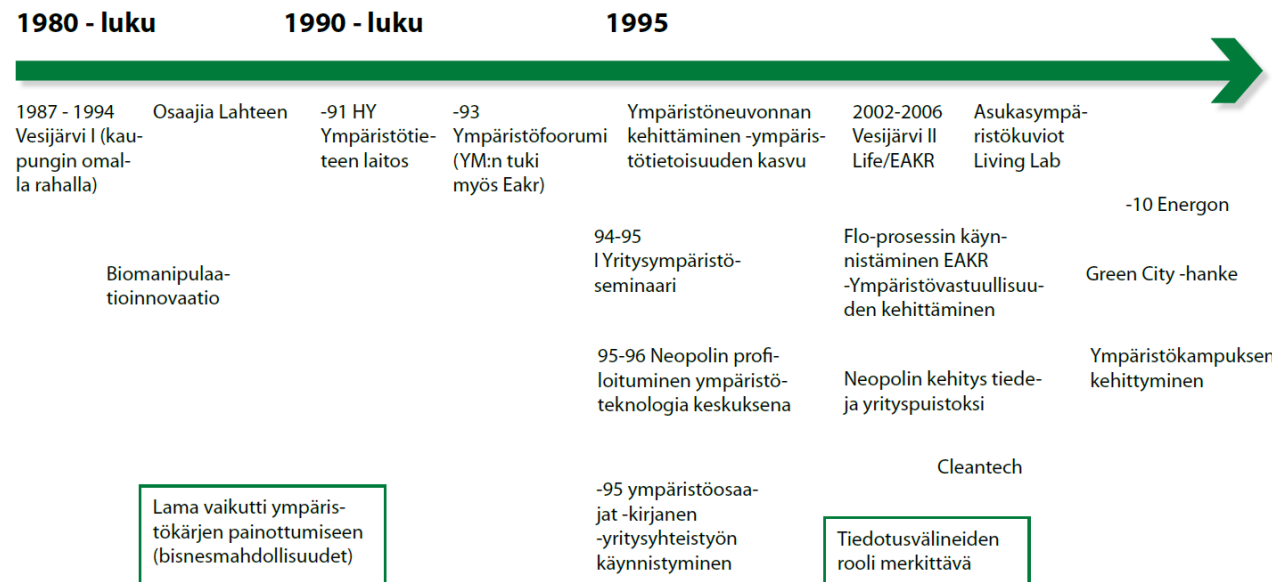 1980 - luku
1990 - luku
1995
1987 - 1994
Vesijärvi I (kau-
pungin omal-
la rahalla)
Osaajia Lahteen
-91 HY
Ympäristötie-
teen laitos
-93
Ympäristöfoorumi
(YM:n tuki
myös Eakr)
Ympäristöneuvonnan
kehittäminen -ympäris-
tötietoisuuden kasvu
2002-2006
Vesijärvi II
Life/EAKR
Asukasympä-
ristökuviot
Living Lab
-10 Energon
Biomanipulaa-
tioinnovaatio
94-95
I Yritysympäristö-
seminaari
Flo-prosessin käyn-
nistäminen EAKR
-Ympäristövastuullisuu-
den kehittäminen
Green City -hanke
95-96 Neopolin profi-
loituminen ympäristö-
teknologia keskuksena
Neopolin kehitys tiede-
ja yrityspuistoksi
Ympäristökampuksen
kehittyminen
Cleantech
Lama vaikutti ympäris-
tökärjen painottumiseen
(bisnesmahdollisuudet)
-95 ympäristöosaa-
jat -kirjanen
-yritysyhteistyön
käynnistyminen
Tiedotusvälineiden
rooli merkittävä